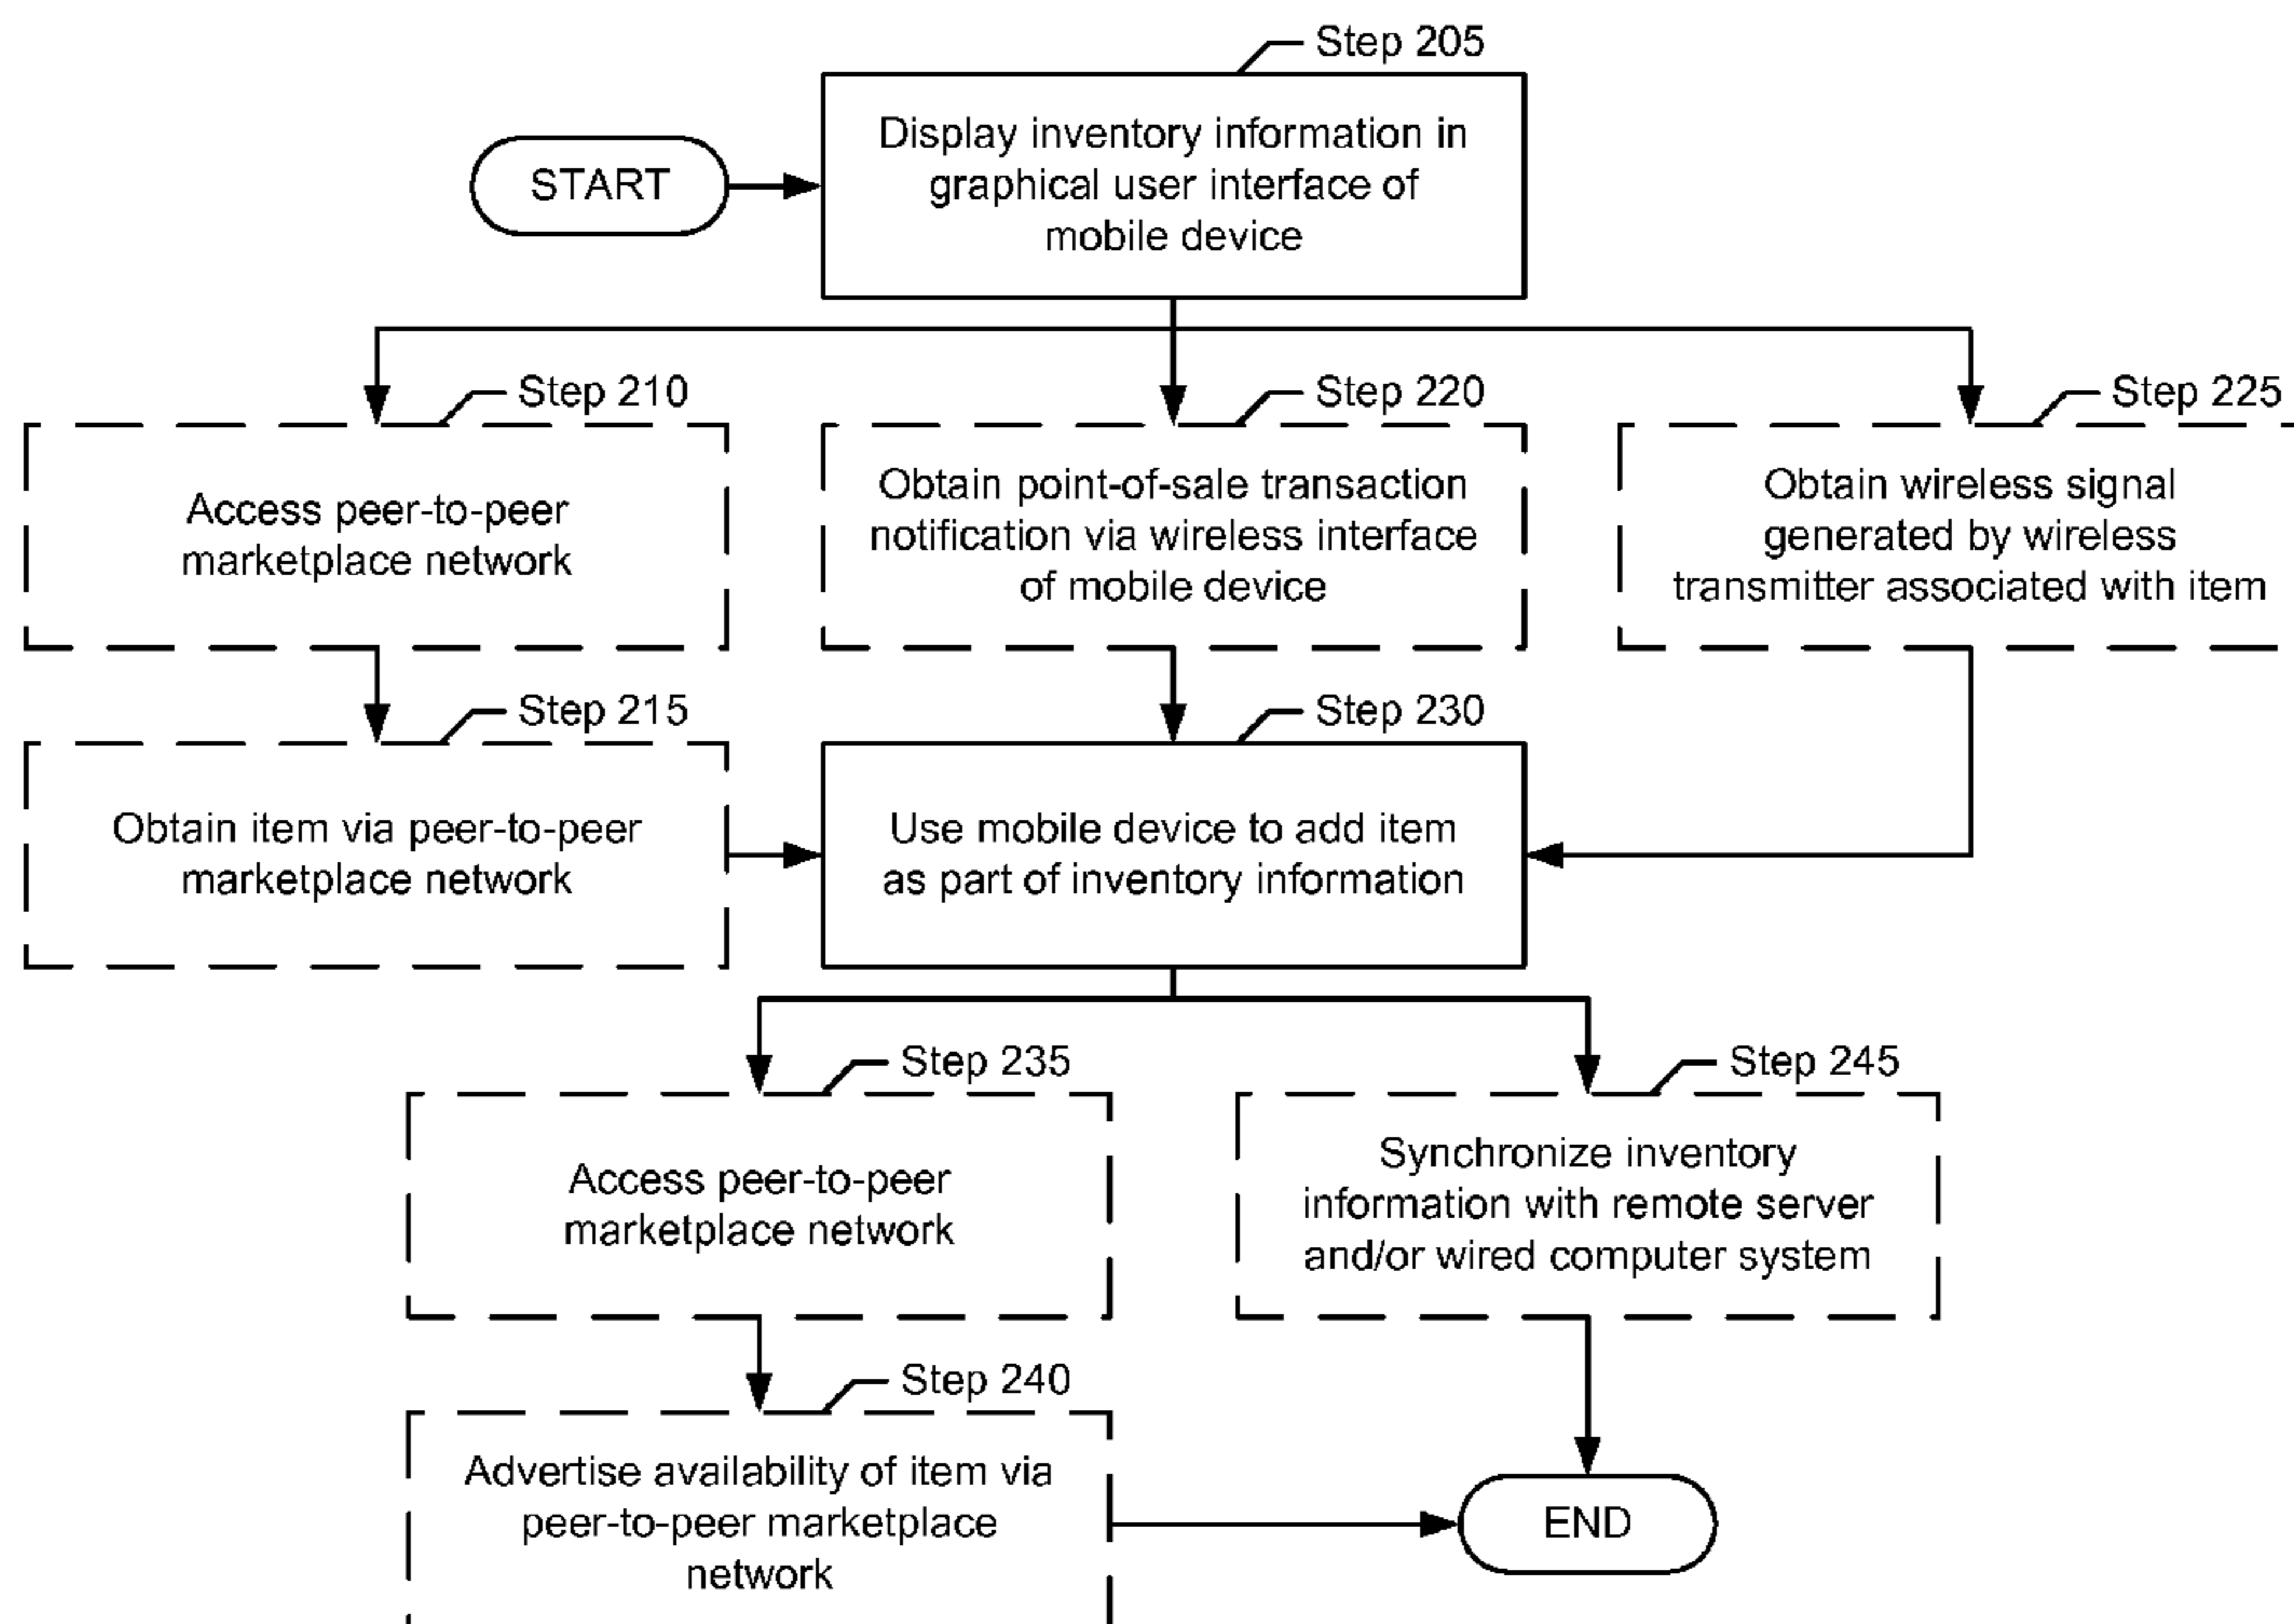 Step 205
START
Display inventory information in
graphical user interface of
mobile device
Step 210
Step 220
Step 225
Access peer-to-peer
marketplace network
Obtain point-of-sale transaction
notification via wireless interface
of mobile device
Obtain wireless signal
generated by wireless
transmitter associated with item
Step 215
Step 230
Obtain item via peer-to-peer
marketplace network
Use mobile device to add item
as part of inventory information
Step 235
Step 245
Access peer-to-peer
marketplace network
Synchronize inventory
information with remote server
and/or wired computer system
Step 240
Advertise availability of item via
peer-to-peer marketplace
network
END